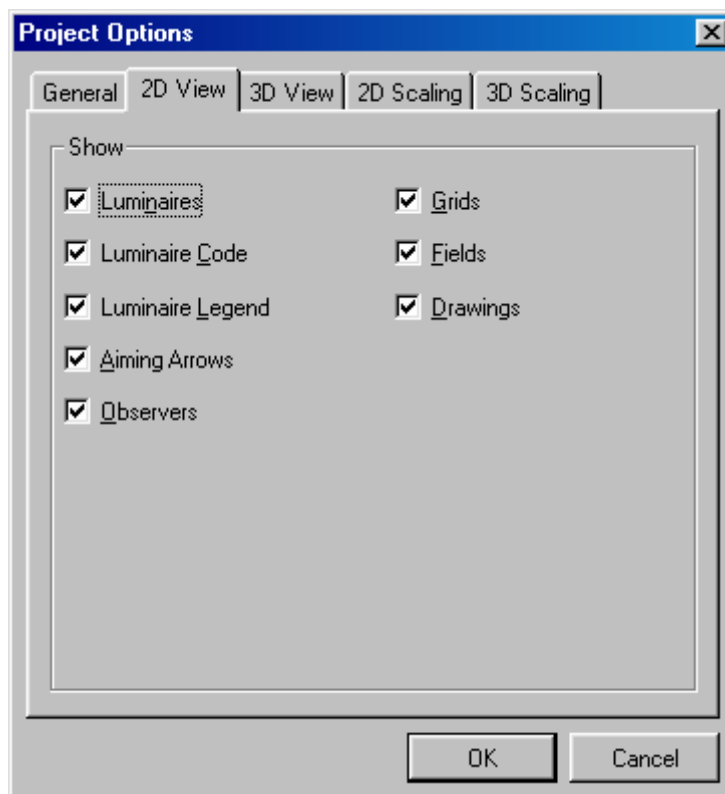 Project Options
General 2D View 3D View 2D Scaling 3D Scaling
Show
Luminaires Grids
Luminaire Code Fields
Luminaire Legend Drawings
Aiming Arrows
Observers
OK Cancel